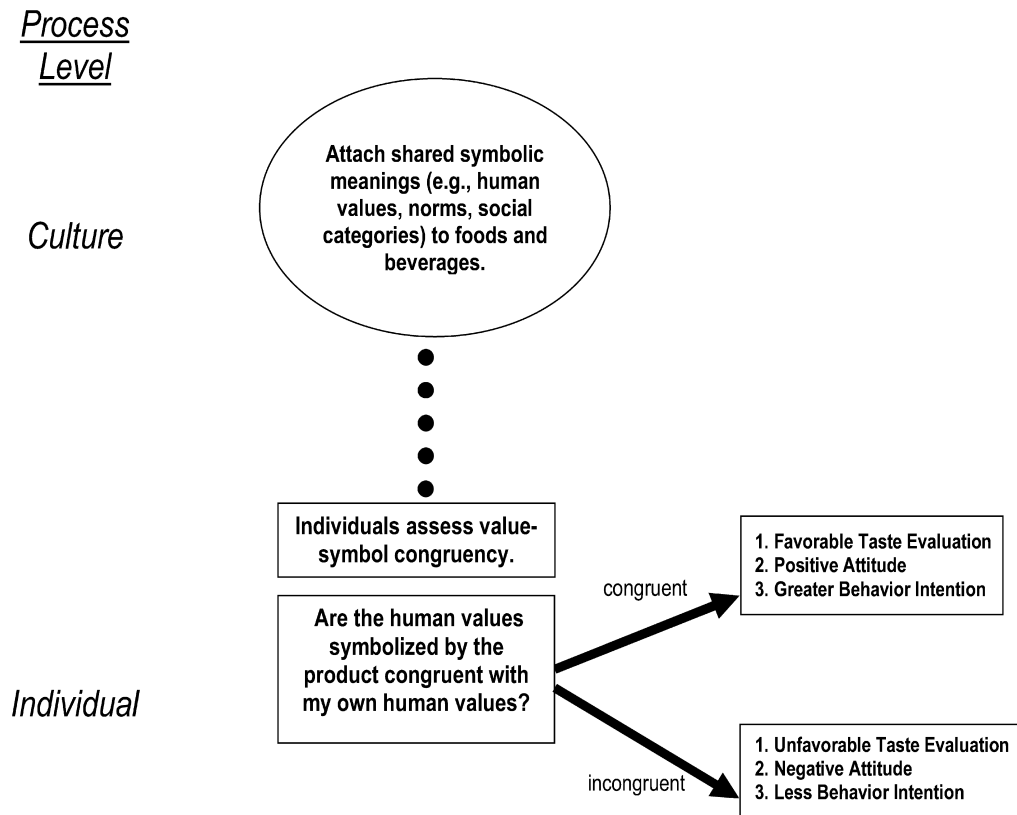 Process
Level
Attach shared symbolic
meanings (e.g., human
values, norms, social
categories) to foods and
beverages.
Culture
Individuals assess value-
symbol congruency.
Are the human values
symbolized by the
product congruent with
my own human values?
Individual
congruent
1. Favorable Taste Evaluation
2. Positive Attitude
3. Greater Behavior Intention
incongruent
1. Unfavorable Taste Evaluation
2. Negative Attitude
3. Less Behavior Intention